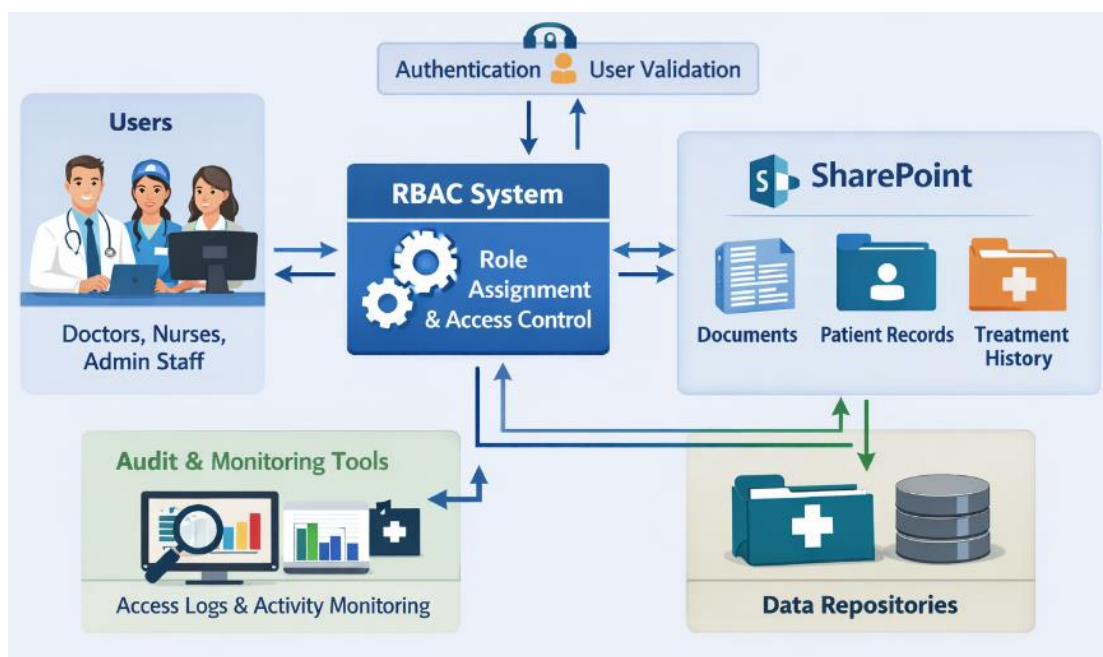 Authentication User Validation
Users
Doctors, Nurses,
Admin Staff
RBAC System
Role
Assignment
& Access Control
S
SharePoint
Documents
Patient Records
Treatment
History
Audit & Monitoring Tools
Access Logs & Activity Monitoring
Data Repositories